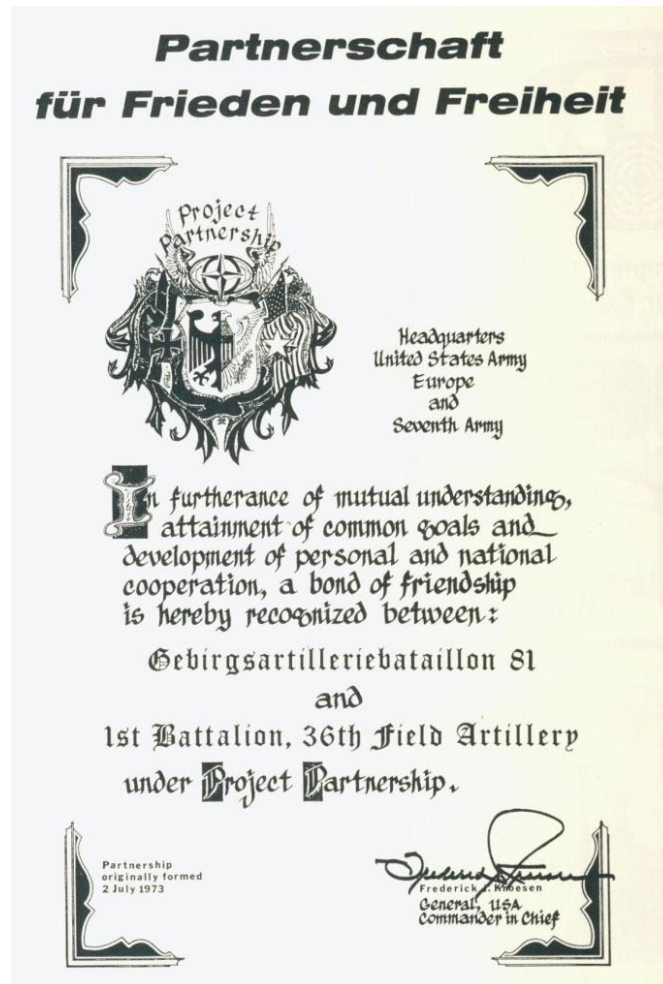 Partnerschaft
für Frieden und Freiheit
Project
Partnership
Headquarters
United States Army
Europe
and
Seventh Army
In furtherance of mutual understanding,
attainment of common goals and
development of personal and national
cooperation, a bond of friendship
is hereby recognized between:
Gebirgsartilleriebataillon 81
and
1st Battalion, 36th Field Artillery
under Project Partnership.
Partnership
originally formed
2 July 1973
Frederick J. Kroesen
General, USA
Commander in Chief